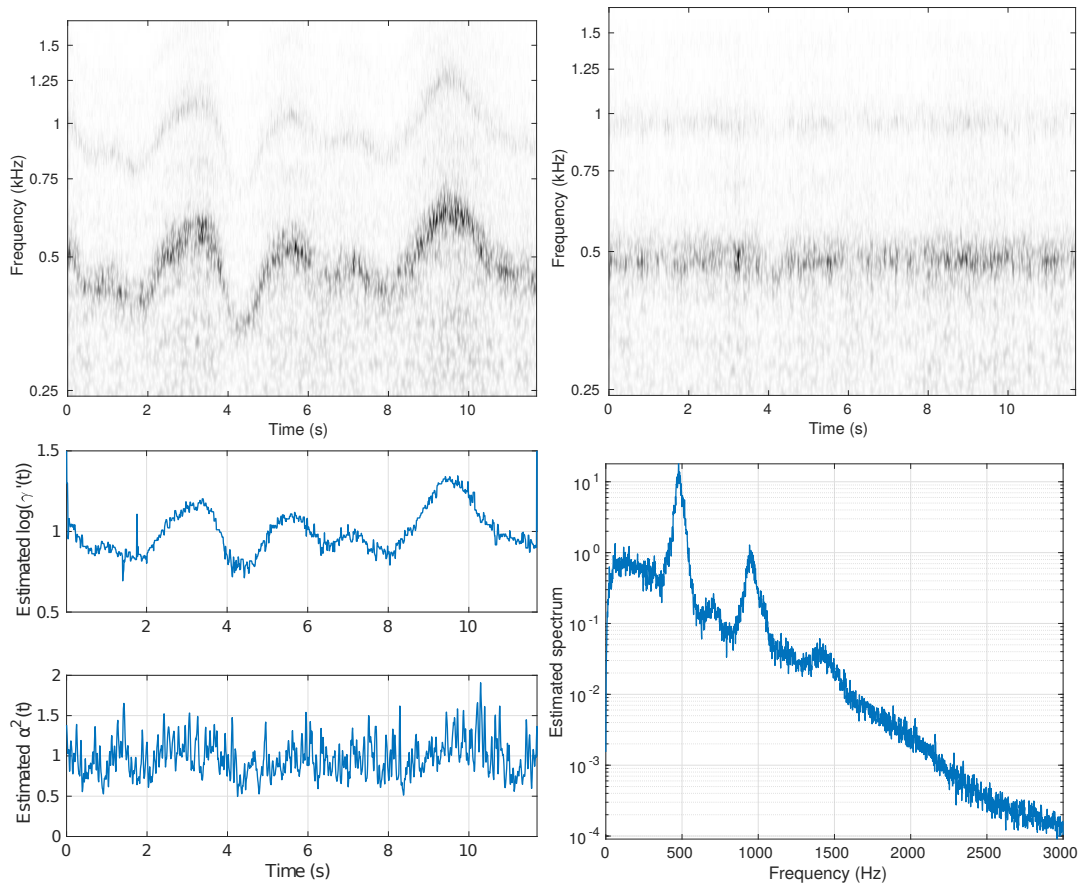 Frequency (kHz)
1.5
1.25
1
0.75
0.5
0.25
0 2 4 6 8 10
Time (s)
Frequency (kHz)
1.5
1
0.5
0.25
0 2 4 6 8 10
Time (s)
Estimated log(γ'(t))
1.5
1
0.5
2 4 6 8 10
Estimated α²(t)
2
1.5
1
0.5
0
0 2 4 6 8 10
Time (s)
Estimated spectrum
10¹
10⁰
10⁻¹
10⁻²
10⁻³
10⁻⁴
0 500 1000 1500 2000 2500 3000
Frequency (Hz)